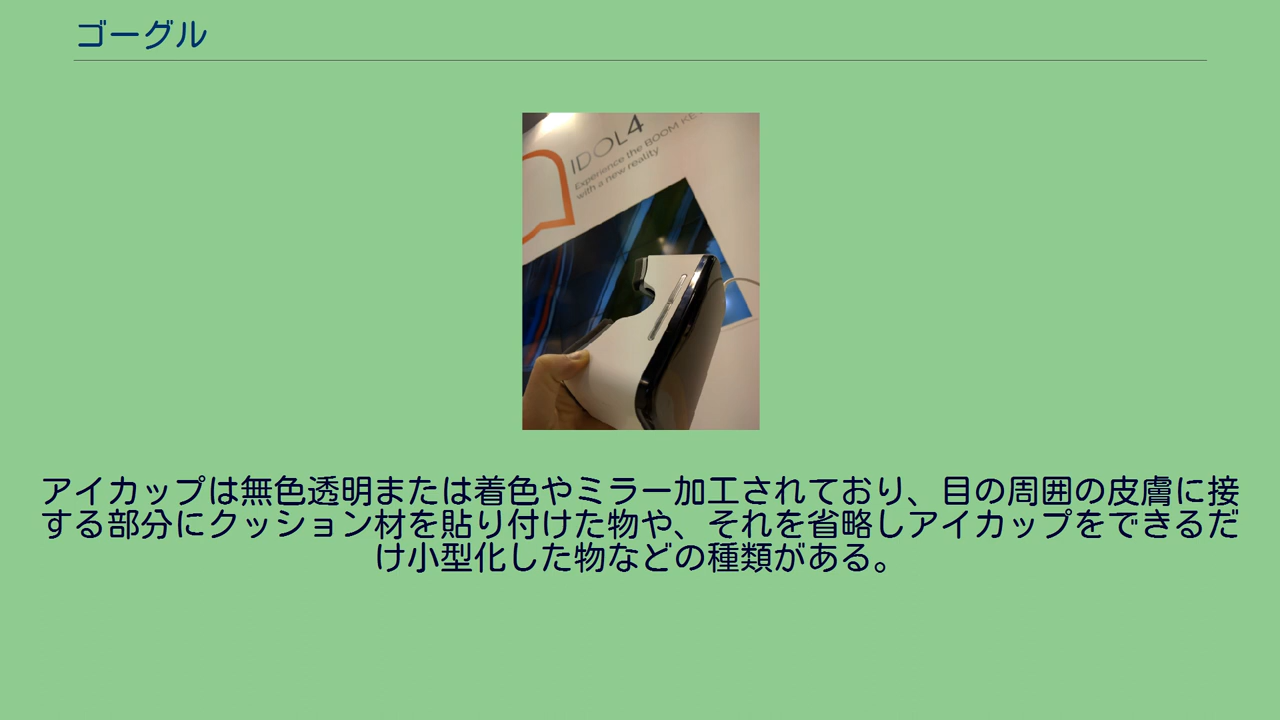 ゴーグル
IDOL4
Experience the BOOM KE
with a new reality
アイカップは無色透明または着色やミラー加工されており、目の周囲の皮膚に接
する部分にクッション材を貼り付けた物や、それを省略しアイカップをできるだ
け小型化した物などの種類がある。